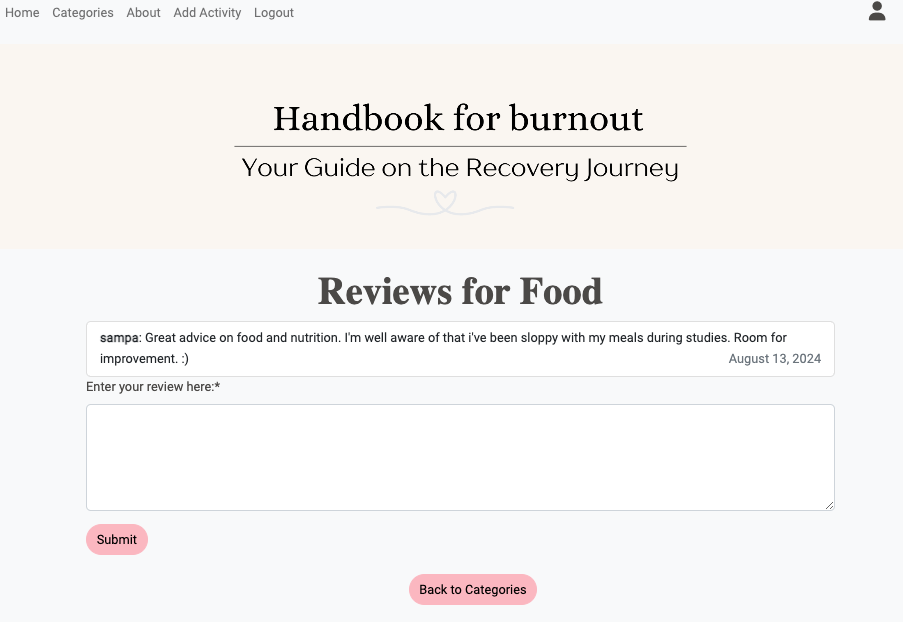 Home Categories About Add Activity Logout
Handbook for burnout
Your Guide on the Recovery Journey
Reviews for Food
sampa: Great advice on food and nutrition. I'm well aware of that i've been sloppy with my meals during studies. Room for
improvement. :) August 13, 2024
Enter your review here:*
Submit
Back to Categories